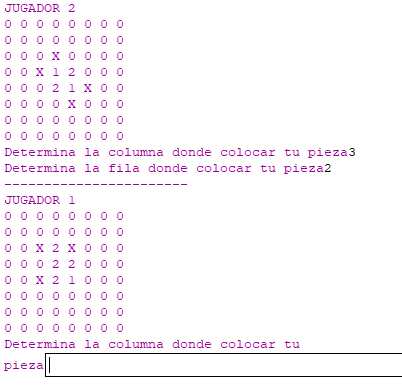 JUGADOR 2
0 0 0 0 0 0 0 0
0 0 0 0 0 0 0 0
0 0 0 X 0 0 0 0
0 0 X 1 2 0 0 0
0 0 0 2 1 X 0 0
0 0 0 0 X 0 0 0
0 0 0 0 0 0 0 0
0 0 0 0 0 0 0 0
Determina la columna donde colocar tu pieza3
Determina la fila donde colocar tu pieza2
-----------------------
JUGADOR 1
0 0 0 0 0 0 0 0
0 0 0 0 0 0 0 0
0 0 X 2 X 0 0 0
0 0 0 2 2 0 0 0
0 0 X 2 1 0 0 0
0 0 0 0 0 0 0 0
0 0 0 0 0 0 0 0
0 0 0 0 0 0 0 0
Determina la columna donde colocar tu
pieza